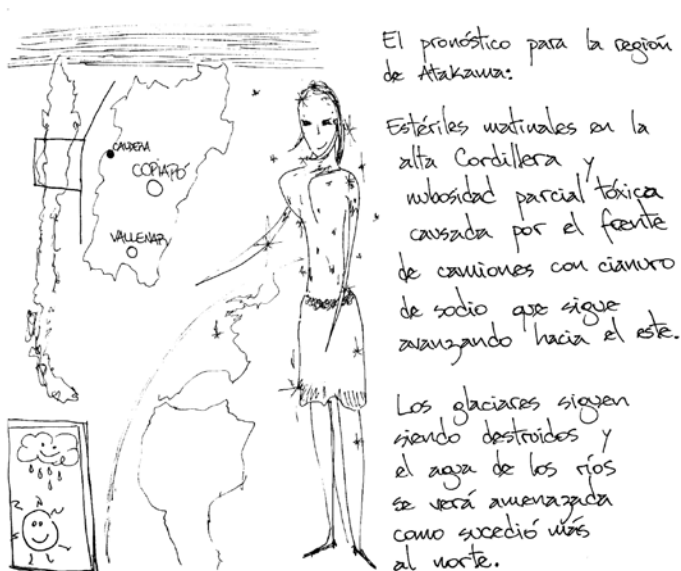 CALDERA
COPIAPÓ
VALLENAR
El pronóstico para la región
de Atakama:
Estériles matinales en la
alta Cordillera y
nubosidad parcial tóxica
causada por el frente
de camiones con cianuro
de sodio que sigue
avanzando hacia el este.
Los glaciares siguen
siendo destruidos y
el agua de los ríos
se verá amenazada
como sucedió más
al norte.